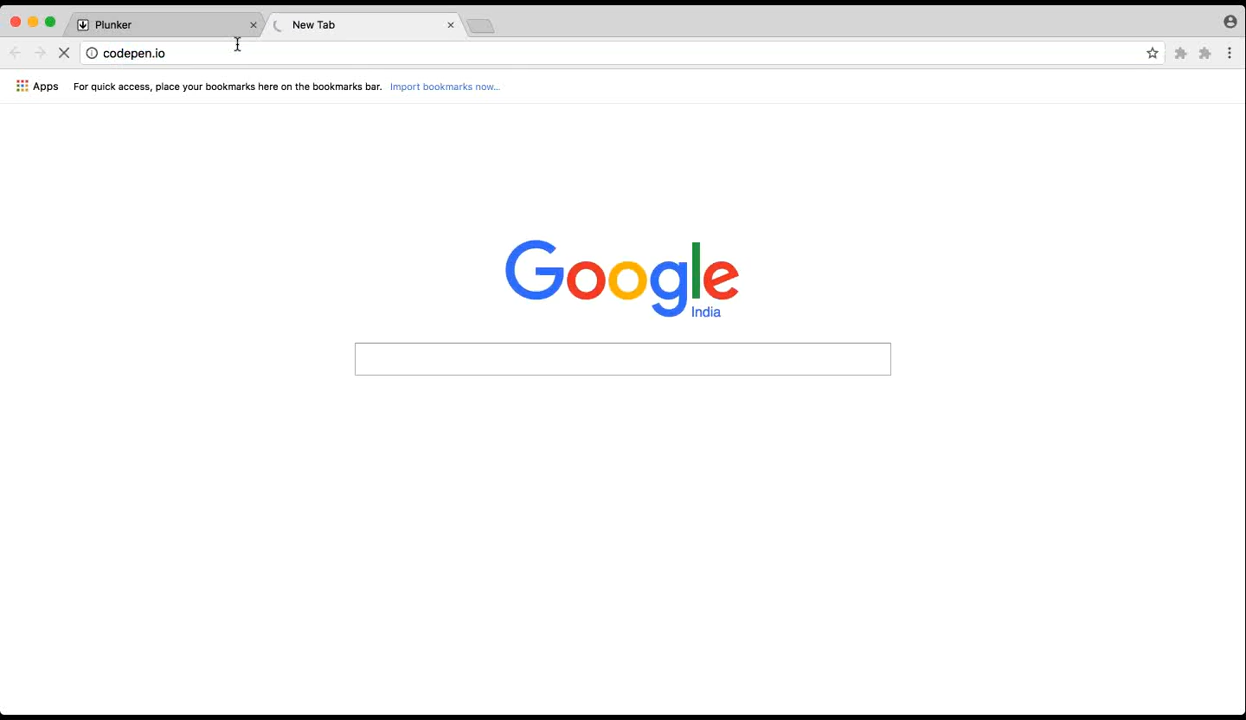 Plunker
New Tab
codepen.io
Apps For quick access, place your bookmarks here on the bookmarks bar. Import bookmarks now...
Google
India